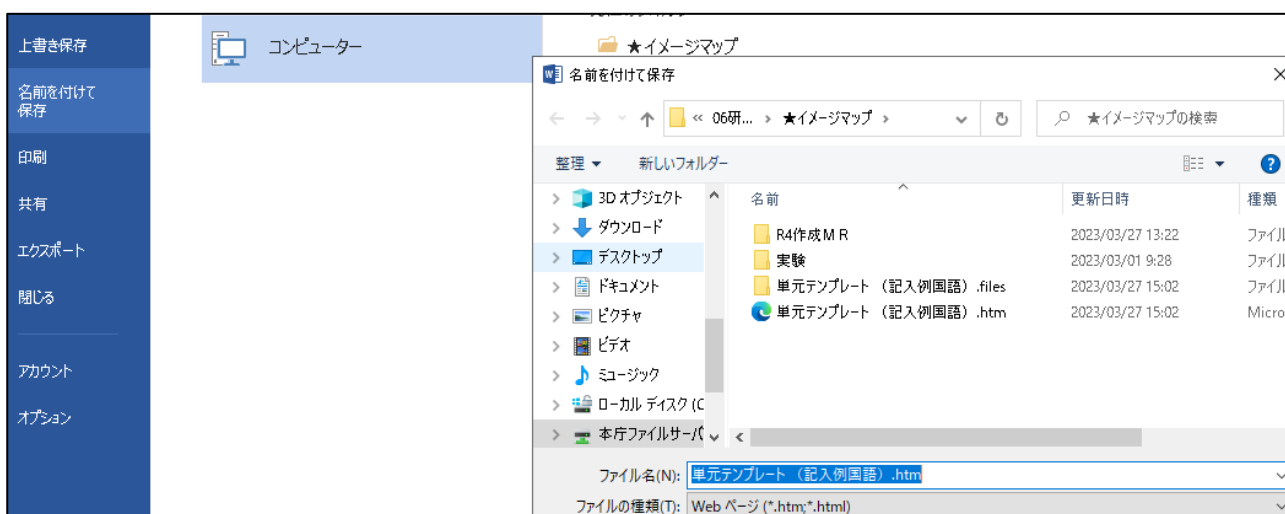 上書き保存
名前を付けて
保存
印刷
共有
エクスポート
閉じる
アカウント
オプション
コンピューター
★イメージマップ
名前を付けて保存
« 06研... › ★イメージマップ ›
★イメージマップの検索
整理 新しいフォルダー
3D オブジェクト
ダウンロード
デスクトップ
ドキュメント
ピクチャ
ビデオ
ミュージック
ローカル ディスク (C
本庁ファイルサーバ
名前 更新日時 種類
R4作成ＭＲ 2023/03/27 13:22 ファイル
実験 2023/03/01 9:28 ファイル
単元テンプレート （記入例国語）.files 2023/03/27 15:02 ファイル
単元テンプレート （記入例国語）.htm 2023/03/27 15:02 Micro
ファイル名(N): 単元テンプレート （記入例国語）.htm
ファイルの種類(T): Web ページ (*.htm;*.html)